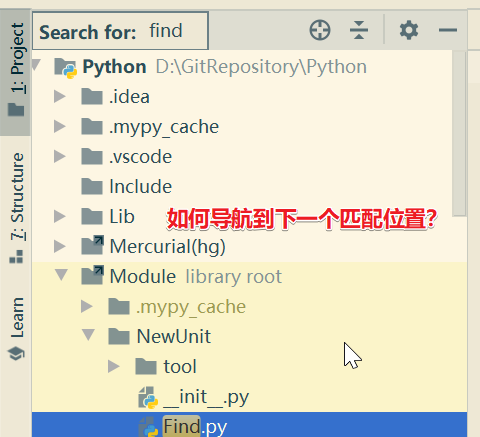 1: Project
7: Structure
Learn
Search for: find
Python D:\GitRepository\Python
.idea
.mypy_cache
.vscode
Include
Lib
如何导航到下一个匹配位置？
Mercurial(hg)
Module library root
.mypy_cache
NewUnit
tool
__init__.py
Find.py